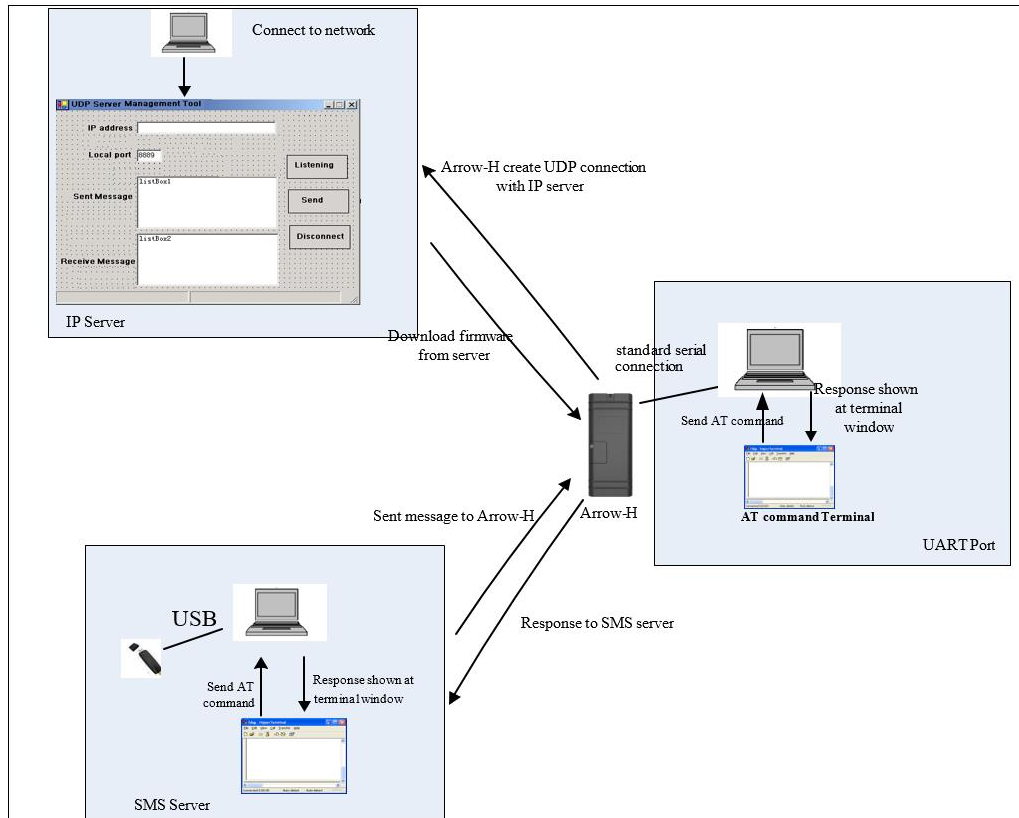 Connect to network
UDP Server Management Tool
IP address
Local port
Listening
Sent Message
listBox1
Send
Disconnect
Receive Message
listBox2
IP Server
Arrow-H create UDP connection
with IP server
Download firmware
from server
standard serial
connection
Send AT command
Response shown
at terminal
window
AT command Terminal
UART Port
Arrow-H
Sent message to Arrow-H
Response to SMS server
USB
Send AT
command
Response shown at
terminal window
SMS Server